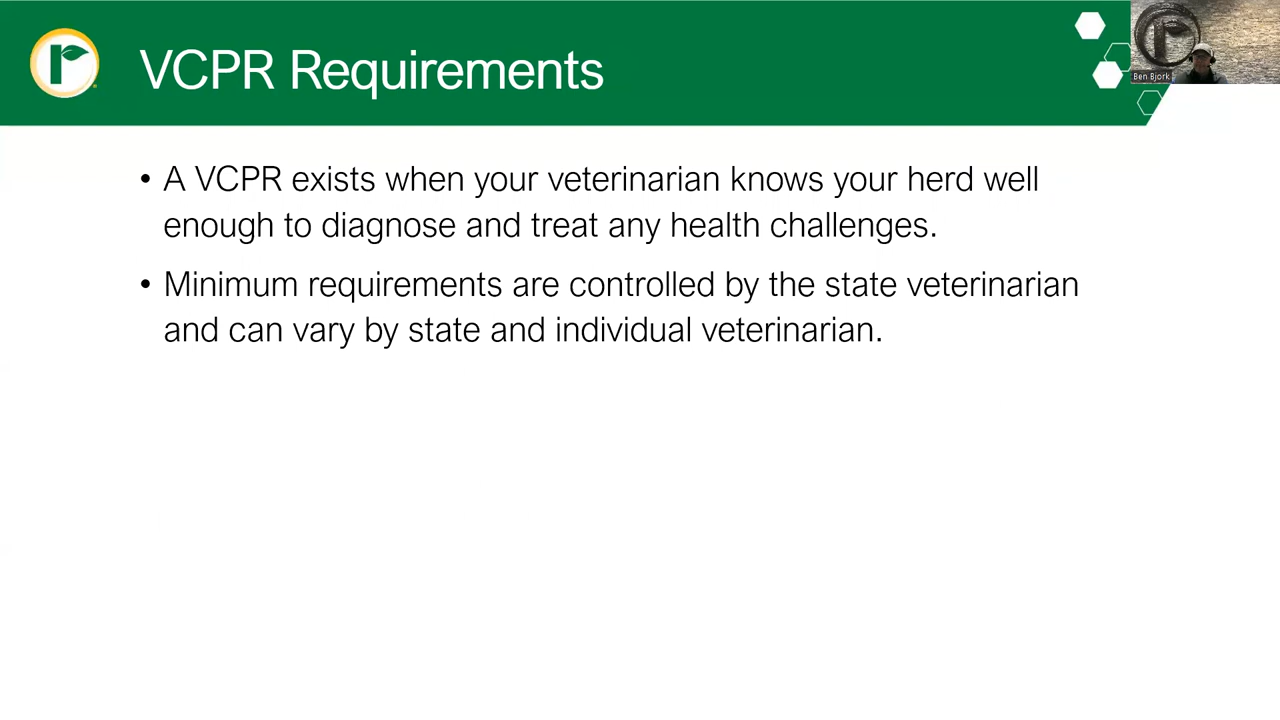 VCPR Requirements
Ben Bjork
• A VCPR exists when your veterinarian knows your herd well
enough to diagnose and treat any health challenges.
• Minimum requirements are controlled by the state veterinarian
and can vary by state and individual veterinarian.